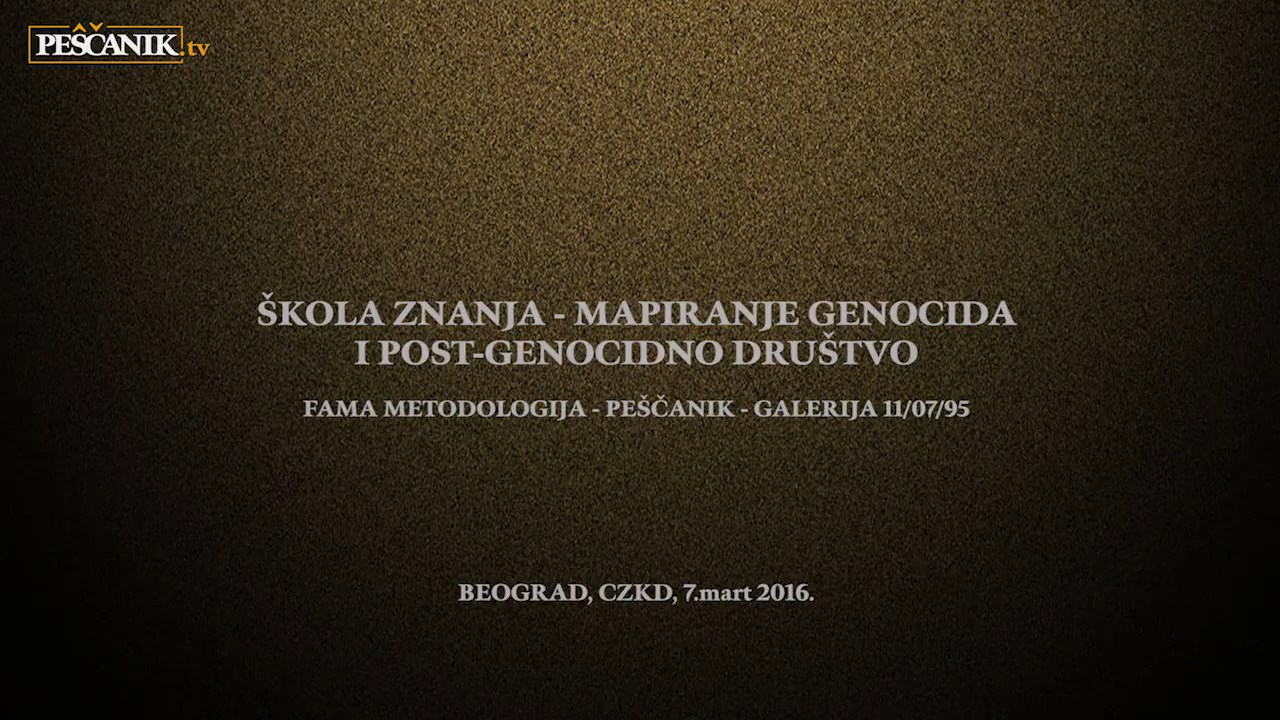 PEŠČANIK.tv
ŠKOLA ZNANJA - MAPIRANJE GENOCIDA
I POST-GENOCIDNO DRUŠTVO
FAMA METODOLOGIJA - PEŠČANIK - GALERIJA 11/07/95
BEOGRAD, CZKD, 7.mart 2016.